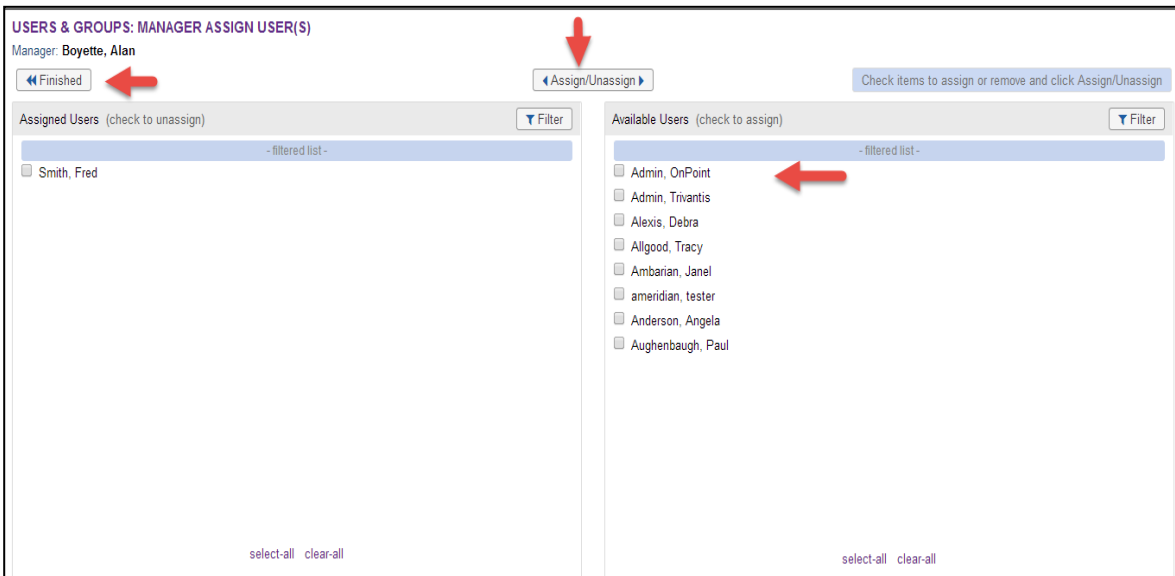 USERS & GROUPS: MANAGER ASSIGN USER(S)
Manager: Boyette, Alan
Finished
Assign/Unassign
Check items to assign or remove and click Assign/Unassign
Assigned Users (check to unassign)
Filter
- filtered list -
Smith, Fred
select-all clear-all
Available Users (check to assign)
Filter
- filtered list -
Admin, OnPoint
Admin, Trivantis
Alexis, Debra
Allgood, Tracy
Ambarian, Janel
ameridian, tester
Anderson, Angela
Aughenbaugh, Paul
select-all clear-all